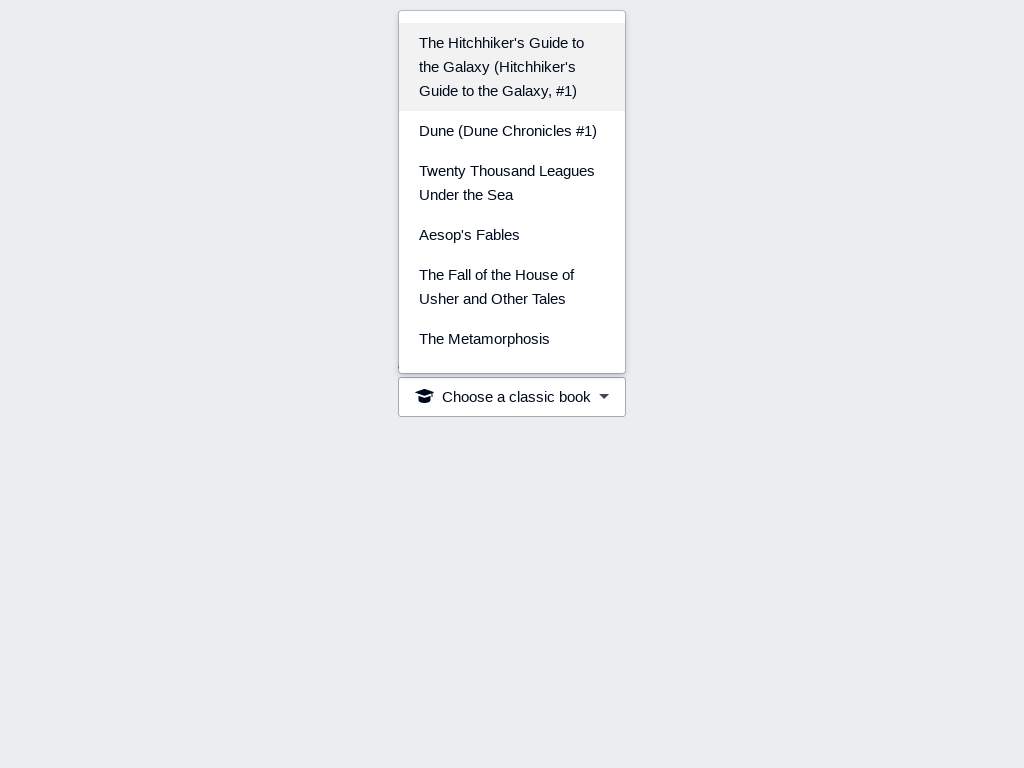 The Hitchhiker's Guide to
the Galaxy (Hitchhiker's
Guide to the Galaxy, #1)
Dune (Dune Chronicles #1)
Twenty Thousand Leagues
Under the Sea
Aesop's Fables
The Fall of the House of
Usher and Other Tales
The Metamorphosis
Choose a classic book